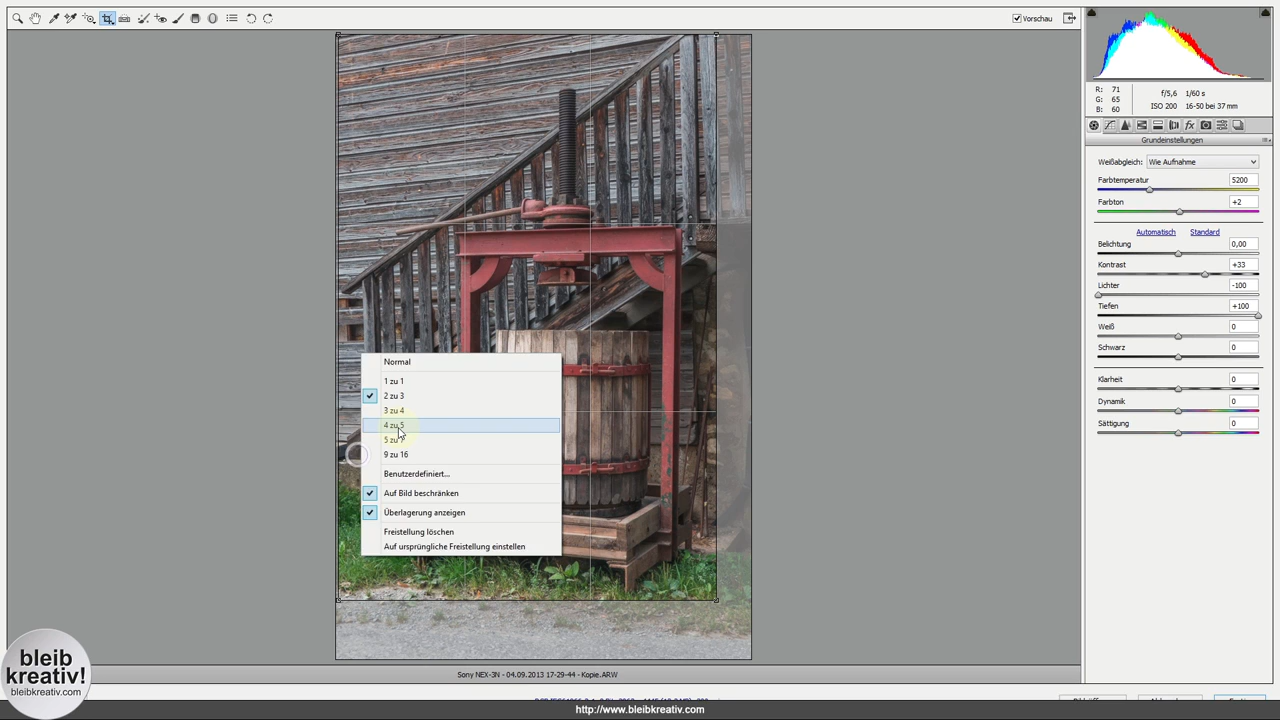 Vorschau
R: 71
G: 65
B: 60
f/5,6 1/60 s
ISO 200 16-50 bei 37 mm
fx
Grundeinstellungen
Weißabgleich: Wie Aufnahme
Farbtemperatur 5200
Farbton +2
Automatisch Standard
Belichtung 0,00
Kontrast +33
Lichter -100
Tiefen +100
Weiß 0
Schwarz 0
Klarheit 0
Dynamik 0
Sättigung 0
Normal
1 zu 1
2 zu 3
3 zu 4
4 zu 5
5 zu
9 zu 16
Benutzerdefiniert...
Auf Bild beschränken
Überlagerung anzeigen
Freistellung löschen
Auf ursprüngliche Freistellung einstellen
Sony NEX-3N - 04.09.2013 17-29-44 - Kopie.ARW
bleib
kreativ!
bleibkreativ.com
http://www.bleibkreativ.com